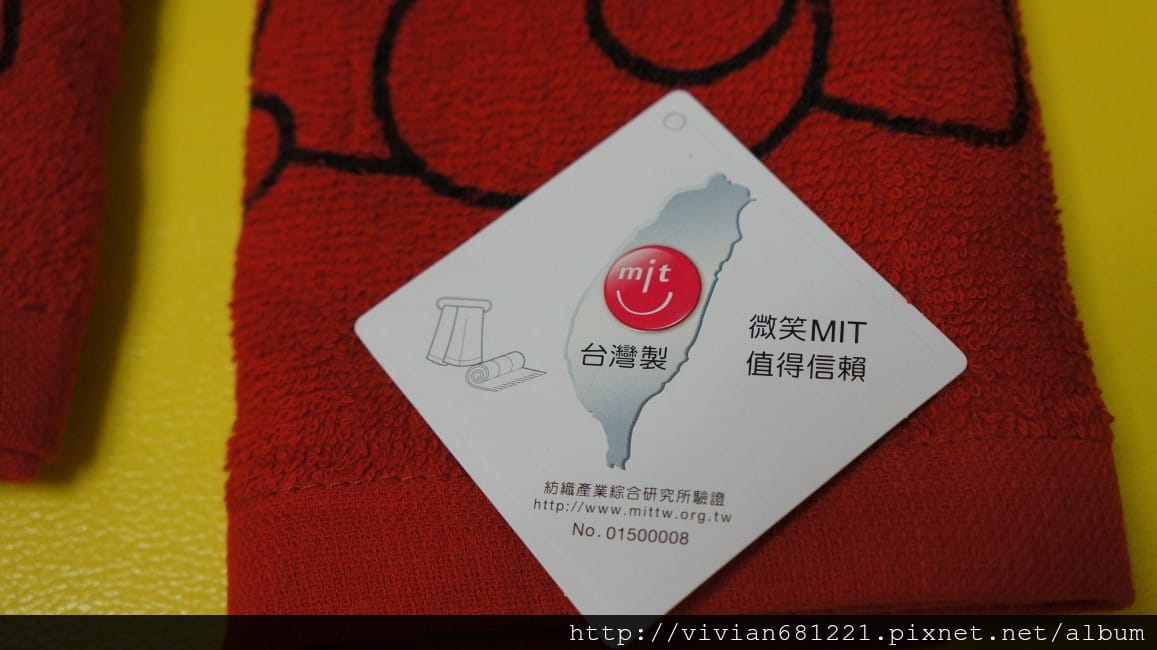 mit
台灣製
微笑MIT
值得信賴
紡織產業綜合研究所驗證
http://www.mittw.org.tw
No. 01500008
http://vivian681221.pixnet.net/album